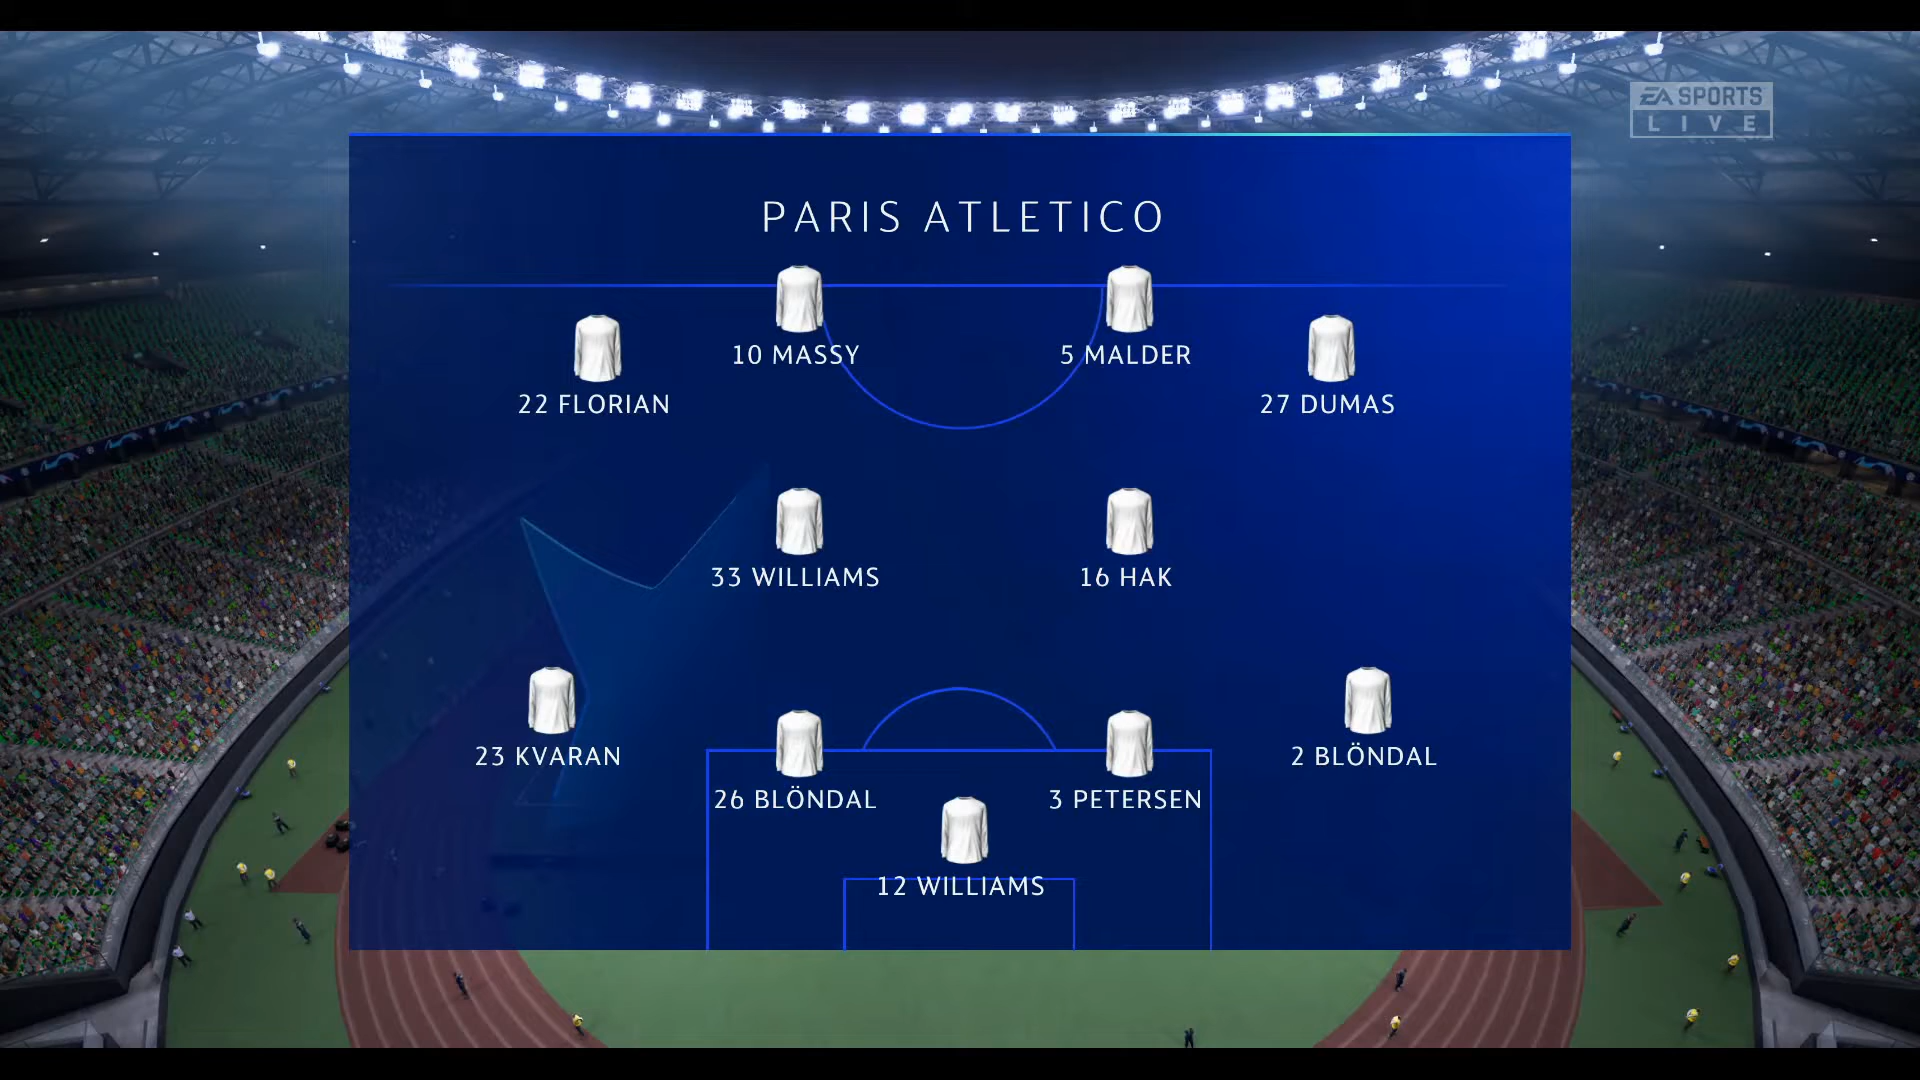 EA SPORTS
LIVE
PARIS ATLETICO
10 MASSY
5 MALDER
22 FLORIAN
27 DUMAS
33 WILLIAMS
16 HAK
23 KVARAN
2 BLÖNDAL
26 BLÖNDAL
3 PETERSEN
12 WILLIAMS